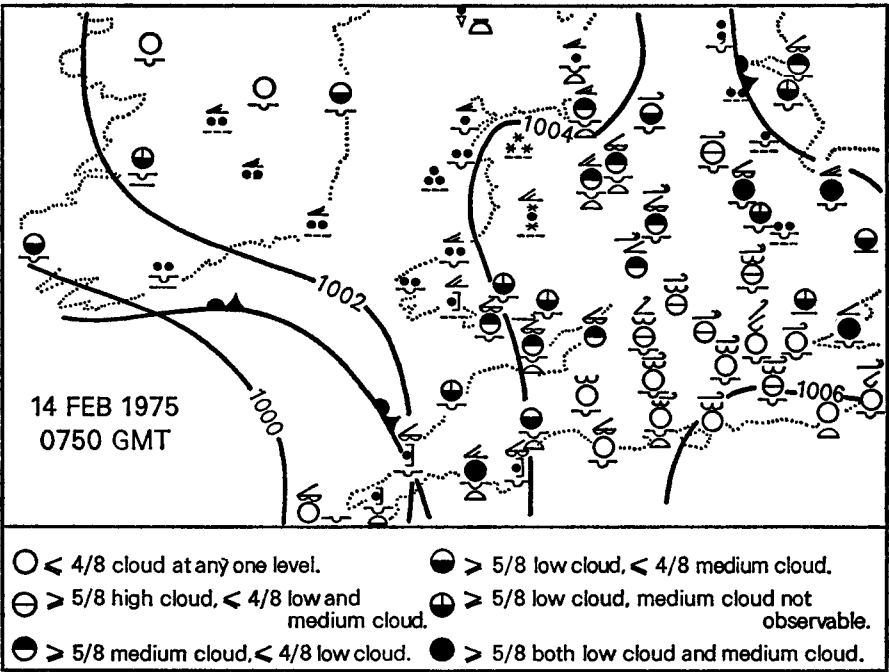 1004
1002
1006
1000
14 FEB 1975
0750 GMT
⩽ 4/8 cloud at any one level.
⩾ 5/8 high cloud, ⩽ 4/8 low and
medium cloud.
⩾ 5/8 medium cloud, ⩽ 4/8 low cloud.
⩾ 5/8 low cloud, ⩽ 4/8 medium cloud.
⩾ 5/8 low cloud, medium cloud not
observable.
⩾ 5/8 both low cloud and medium cloud.